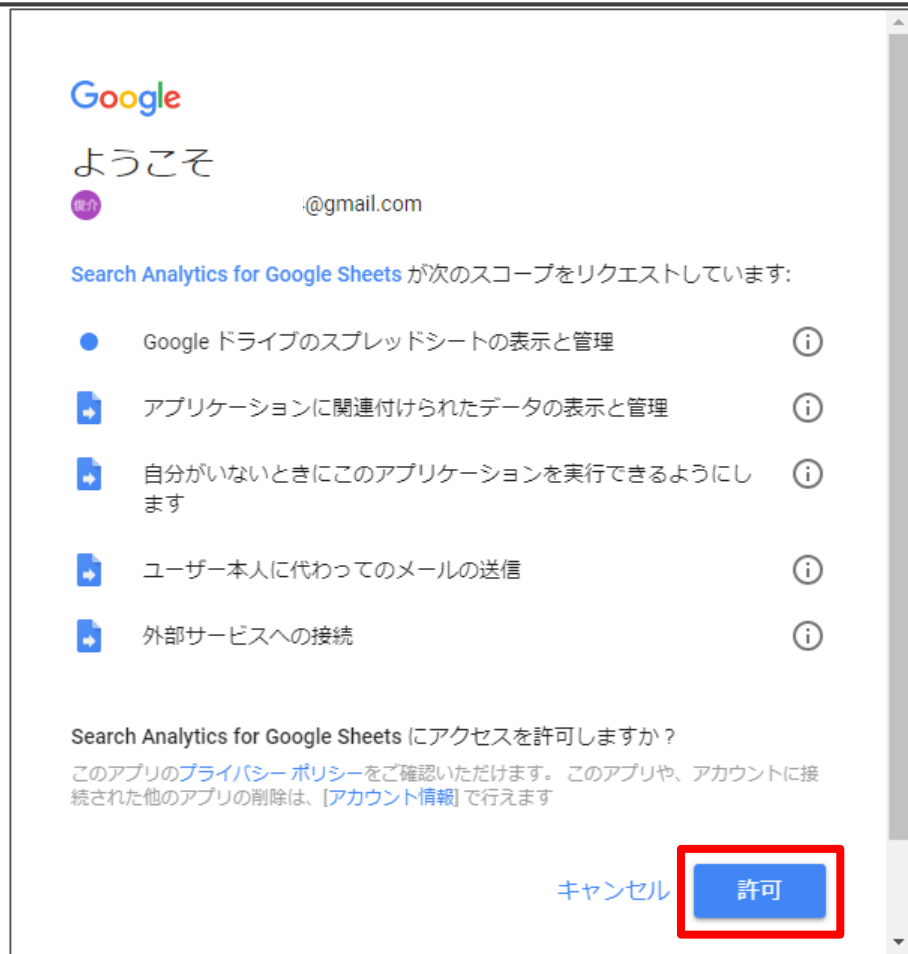 Google
ようこそ
俊介
@gmail.com
Search Analytics for Google Sheets が次のスコープをリクエストしています:
Google ドライブのスプレッドシートの表示と管理
アプリケーションに関連付けられたデータの表示と管理
自分がいないときにこのアプリケーションを実行できるようにし
ます
ユーザー本人に代わってのメールの送信
外部サービスへの接続
Search Analytics for Google Sheets にアクセスを許可しますか？
このアプリのプライバシー ポリシーをご確認いただけます。 このアプリや、アカウントに接
続された他のアプリの削除は、[アカウント情報] で行えます
キャンセル
許可